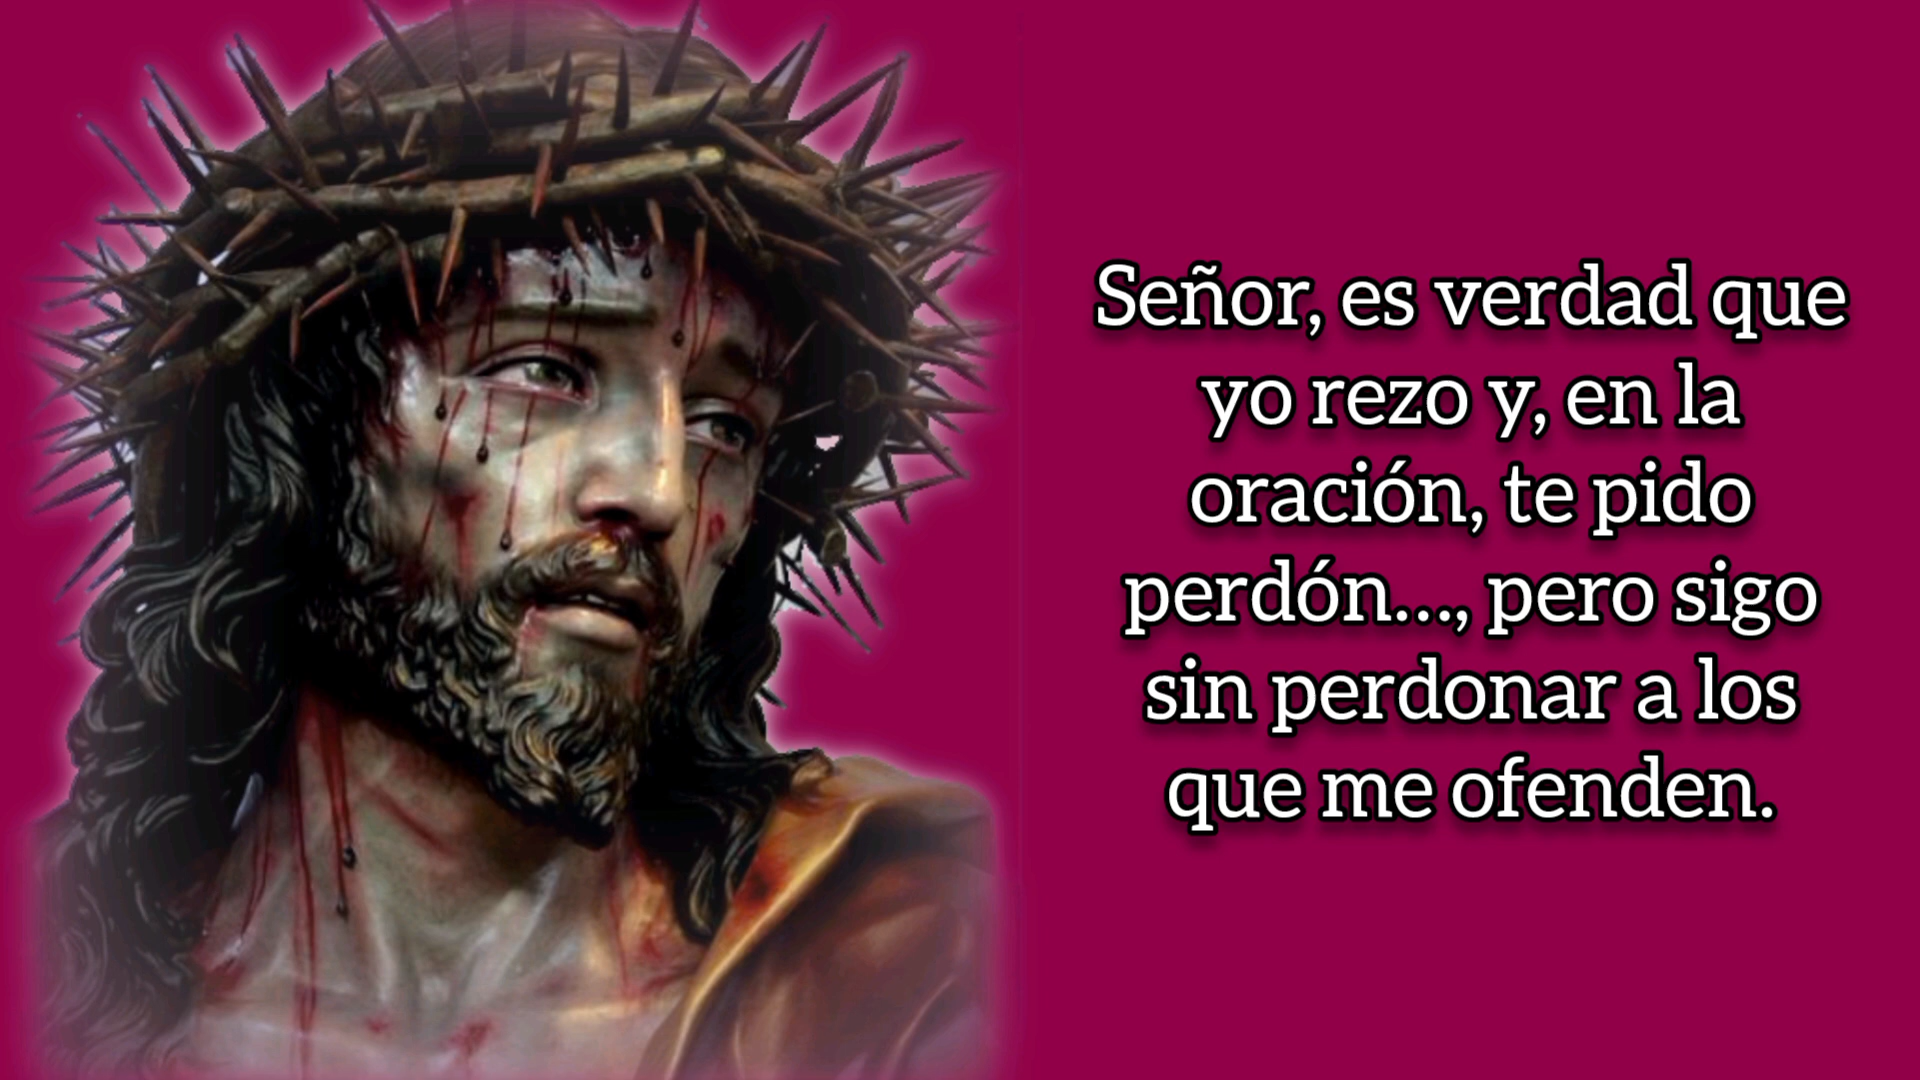 Señor, es verdad que
yo rezo y, en la
oración, te pido
perdón..., pero sigo
sin perdonar a los
que me ofenden.